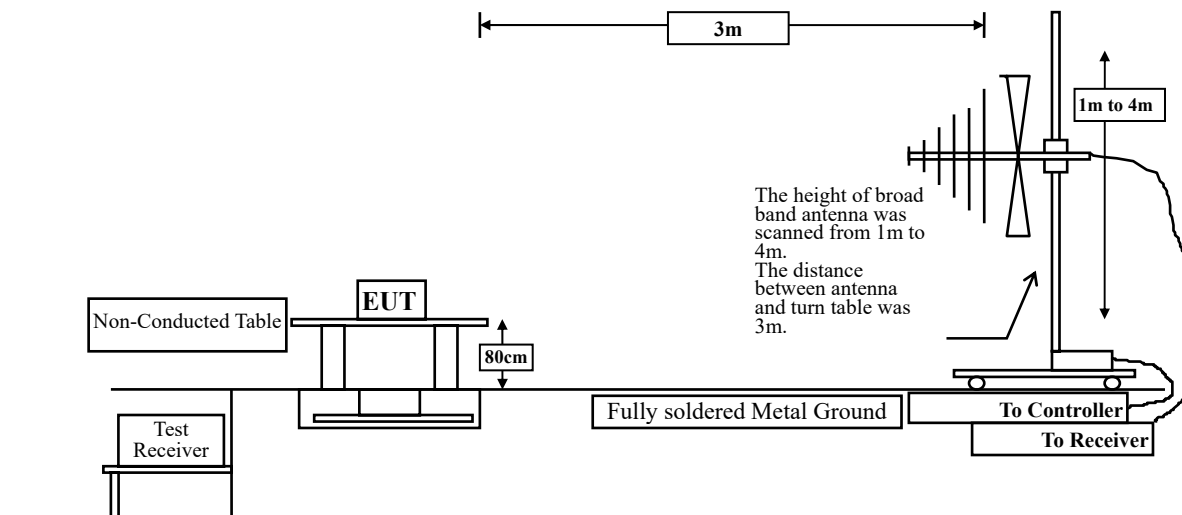 3m
1m to 4m
The height of broad
band antenna was
scanned from 1m to
4m.
The distance
between antenna
and turn table was
3m.
EUT
Non-Conducted Table
80cm
Fully soldered Metal Ground
To Controller
To Receiver
Test
Receiver